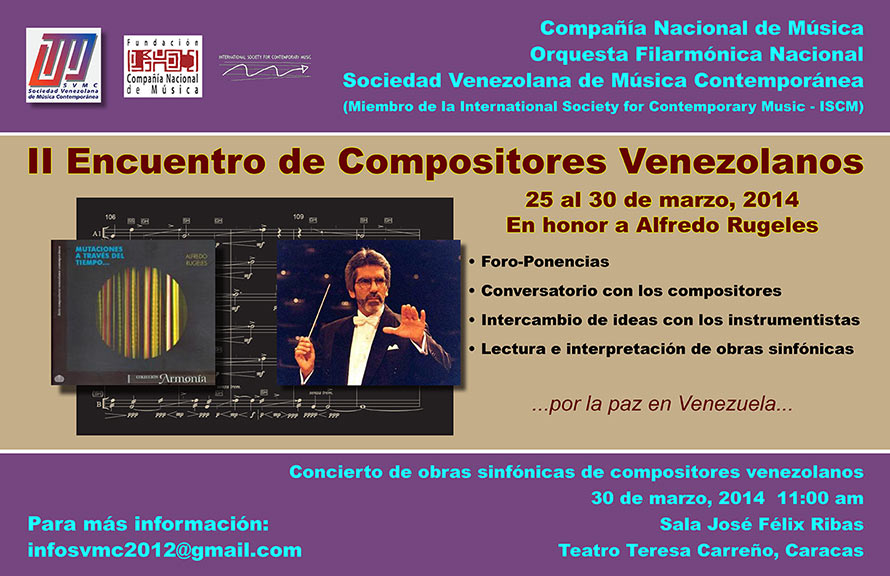 SVMC
Sociedad Venezolana
de Música Contemporánea
Fundación
Compañía Nacional
de Música
INTERNATIONAL SOCIETY FOR CONTEMPORARY MUSIC
Compañía Nacional de Música
Orquesta Filarmónica Nacional
Sociedad Venezolana de Música Contemporánea
(Miembro de la International Society for Contemporary Music - ISCM)
II Encuentro de Compositores Venezolanos
25 al 30 de marzo, 2014
En honor a Alfredo Rugeles
106
109
A1
MUTACIONES
A TRAVÉS DEL
TIEMPO...
ALFREDO
RUGELES
COLECCIÓN Armonía
B
• Foro-Ponencias
• Conversatorio con los compositores
• Intercambio de ideas con los instrumentistas
• Lectura e interpretación de obras sinfónicas
...por la paz en Venezuela...
Concierto de obras sinfónicas de compositores venezolanos
30 de marzo, 2014 11:00 am
Sala José Félix Ribas
Teatro Teresa Carreño, Caracas
Para más información:
infosvmc2012@gmail.com